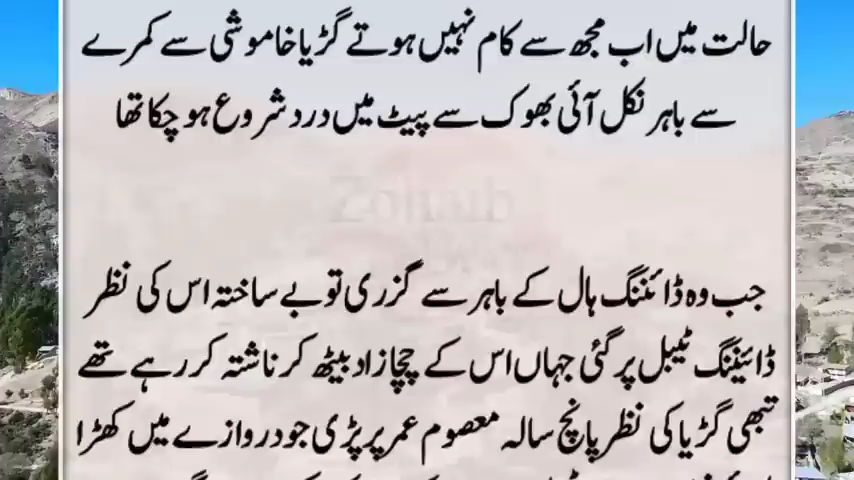 حالت میں اب مجھ سے کام نہیں ہوتے گڑیا خاموشی سے کمرے
سے باہر نکل آئی بھوک سے پیٹ میں درد شروع ہو چکا تھا
Zohaib
جب وہ ڈائننگ ہال کے باہر سے گزری تو بے ساختہ اس کی نظر
ڈائیننگ ٹیبل پر گئی جہاں اس کے چچازاد بیٹھ کر ناشتہ کر رہے تھے
تبھی گڑیا کی نظر پانچ سالہ معصوم عمر پر پڑی جو دروازے میں کھڑا